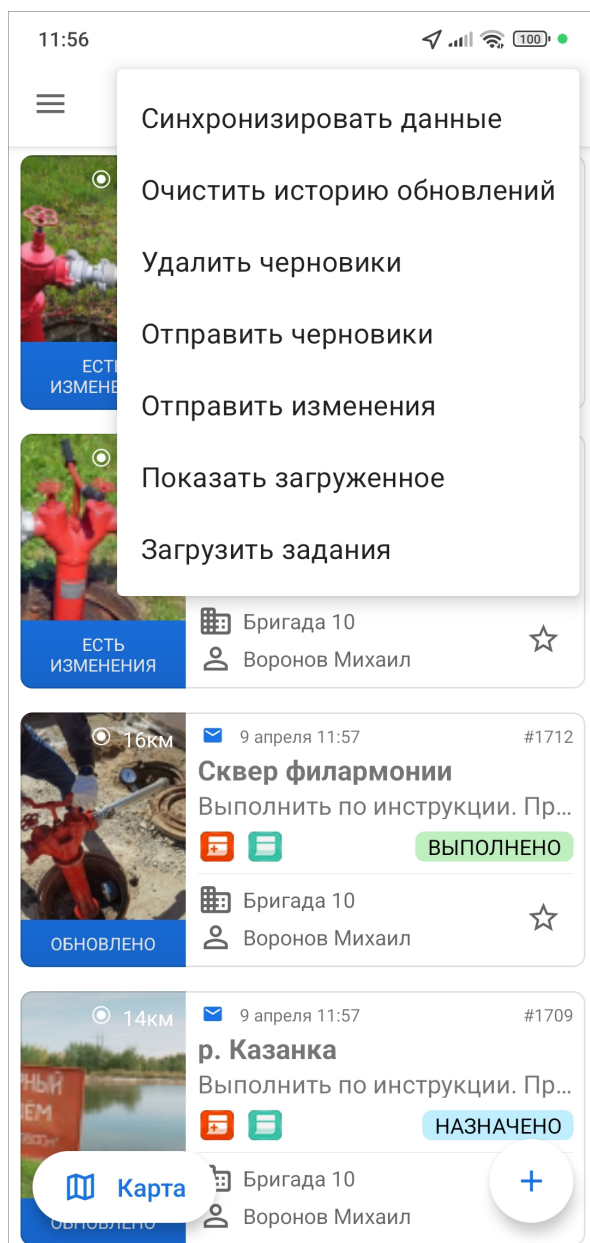 11:56
100
Синхронизировать данные
Очистить историю обновлений
Удалить черновики
Отправить черновики
Отправить изменения
Показать загруженное
Загрузить задания
ЕСТЬ
ИЗМЕНЕНИЯ
Бригада 10
Воронов Михаил
16км
9 апреля 11:57
#1712
Сквер филармонии
Выполнить по инструкции. Пр...
ВЫПОЛНЕНО
Бригада 10
Воронов Михаил
ОБНОВЛЕНО
14км
9 апреля 11:57
#1709
р. Казанка
Выполнить по инструкции. Пр...
НАЗНАЧЕНО
Бригада 10
Воронов Михаил
Карта
ОБНОВЛЕНО